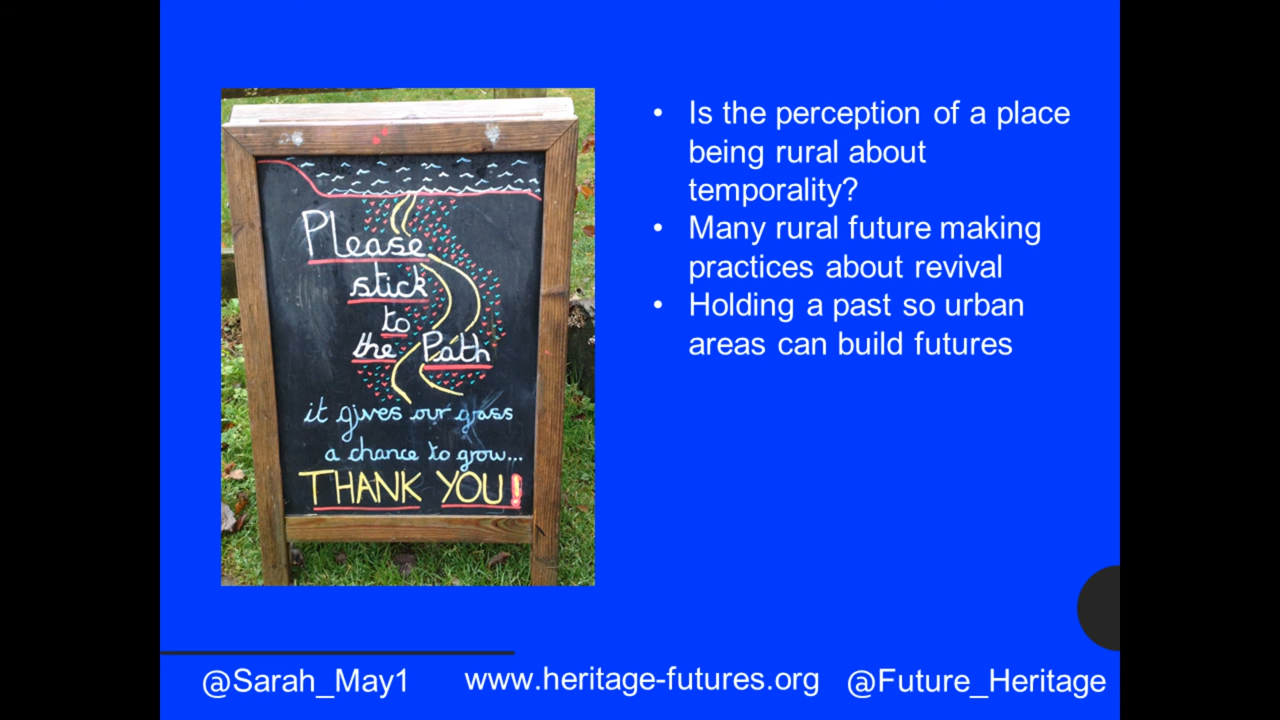 Please
stick
to
the Path
it gives our grass
a chance to grow...
THANK YOU!
• Is the perception of a place
being rural about
temporality?
• Many rural future making
practices about revival
• Holding a past so urban
areas can build futures
@Sarah_May1 www.heritage-futures.org @Future_Heritage